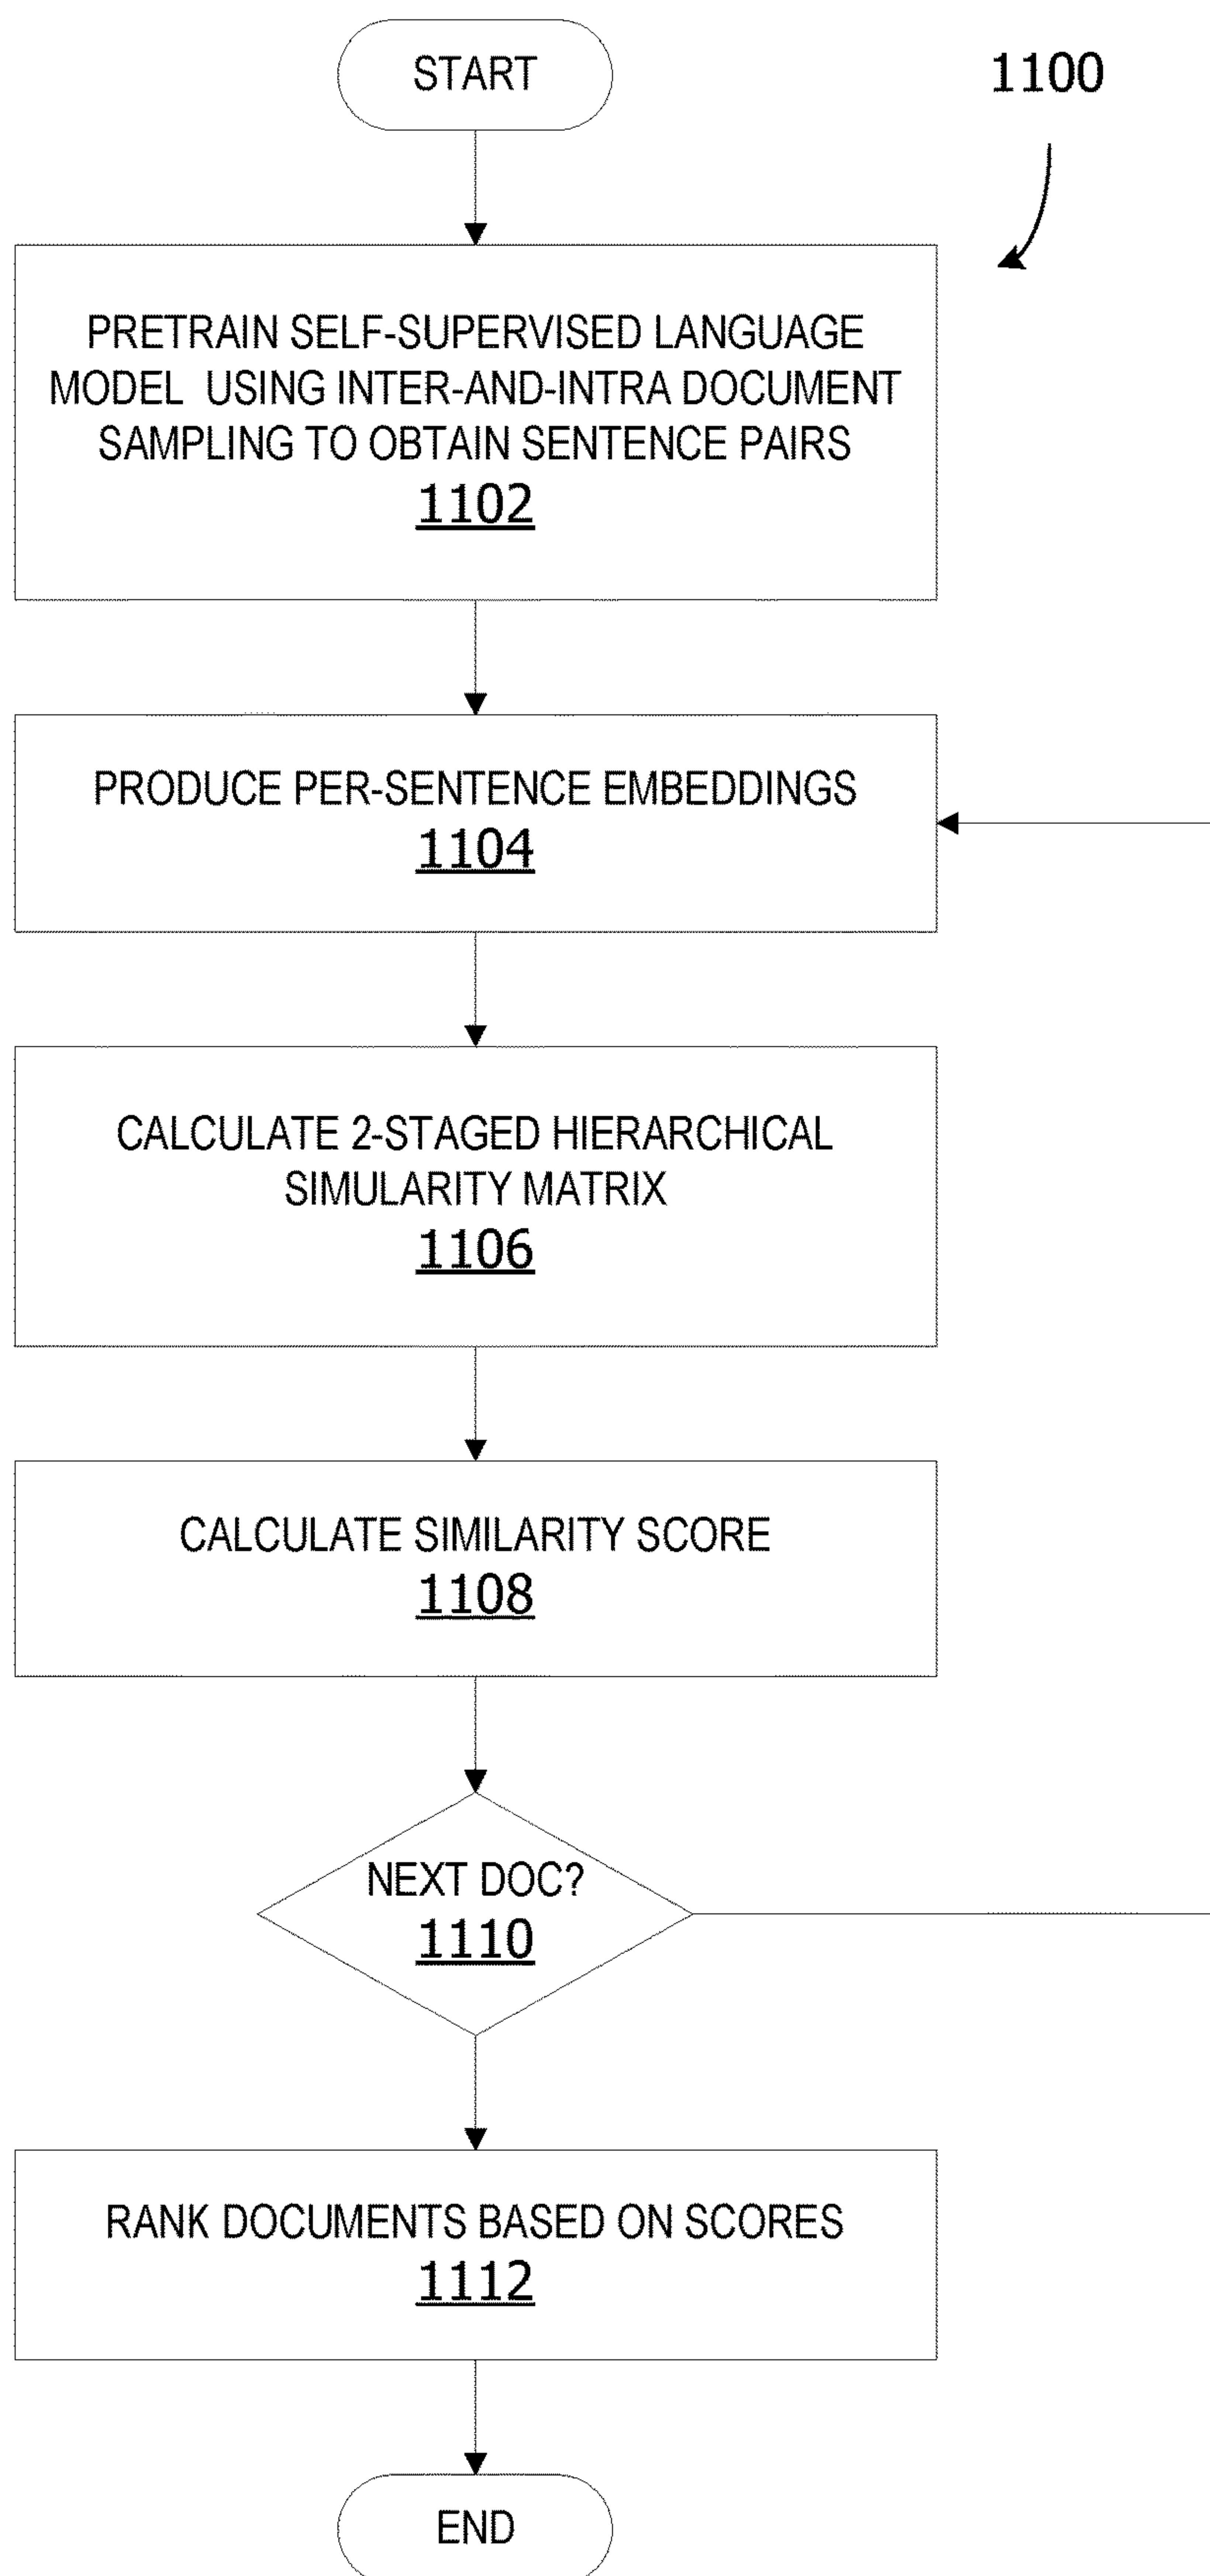 START
1100
PRETRAIN SELF-SUPERVISED LANGUAGE
MODEL USING INTER-AND-INTRA DOCUMENT
SAMPLING TO OBTAIN SENTENCE PAIRS
1102
PRODUCE PER-SENTENCE EMBEDDINGS
1104
CALCULATE 2-STAGED HIERARCHICAL
SIMULARITY MATRIX
1106
CALCULATE SIMILARITY SCORE
1108
NEXT DOC?
1110
RANK DOCUMENTS BASED ON SCORES
1112
END